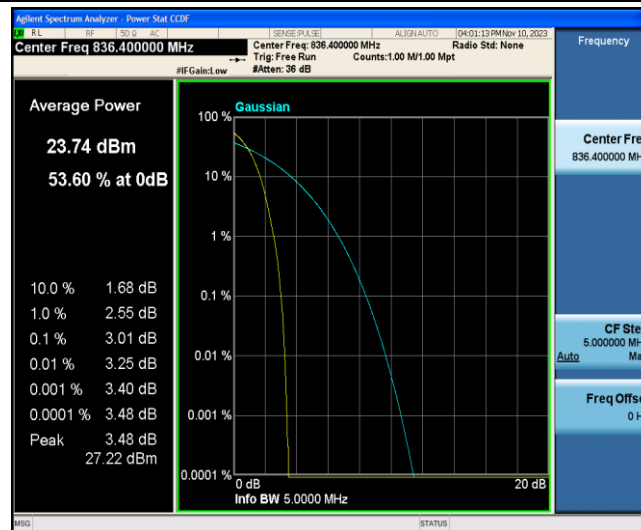 Agilent Spectrum Analyzer - Power Stat CCDF
RL RF 50 Ω AC SENSE:PULSE ALIGNAUTO 04:01:13 PM Nov 10, 2023
Center Freq 836.400000 MHz
Center Freq: 836.400000 MHz Radio Std: None
Trig: Free Run Counts:1.00 M/1.00 Mpt
#IFGain:Low #Atten: 36 dB
Frequency
Average Power
23.74 dBm
53.60 % at 0dB
10.0 % 1.68 dB
1.0 % 2.55 dB
0.1 % 3.01 dB
0.01 % 3.25 dB
0.001 % 3.40 dB
0.0001 % 3.48 dB
Peak 3.48 dB
27.22 dBm
Gaussian
100 %
10 %
1 %
0.1 %
0.01 %
0.001 %
0.0001 %
0 dB 20 dB
Info BW 5.0000 MHz
Center Fre
836.400000 MH
CF Ste
5.000000 MH
Auto Ma
Freq Offs
0 H
MSG STATUS